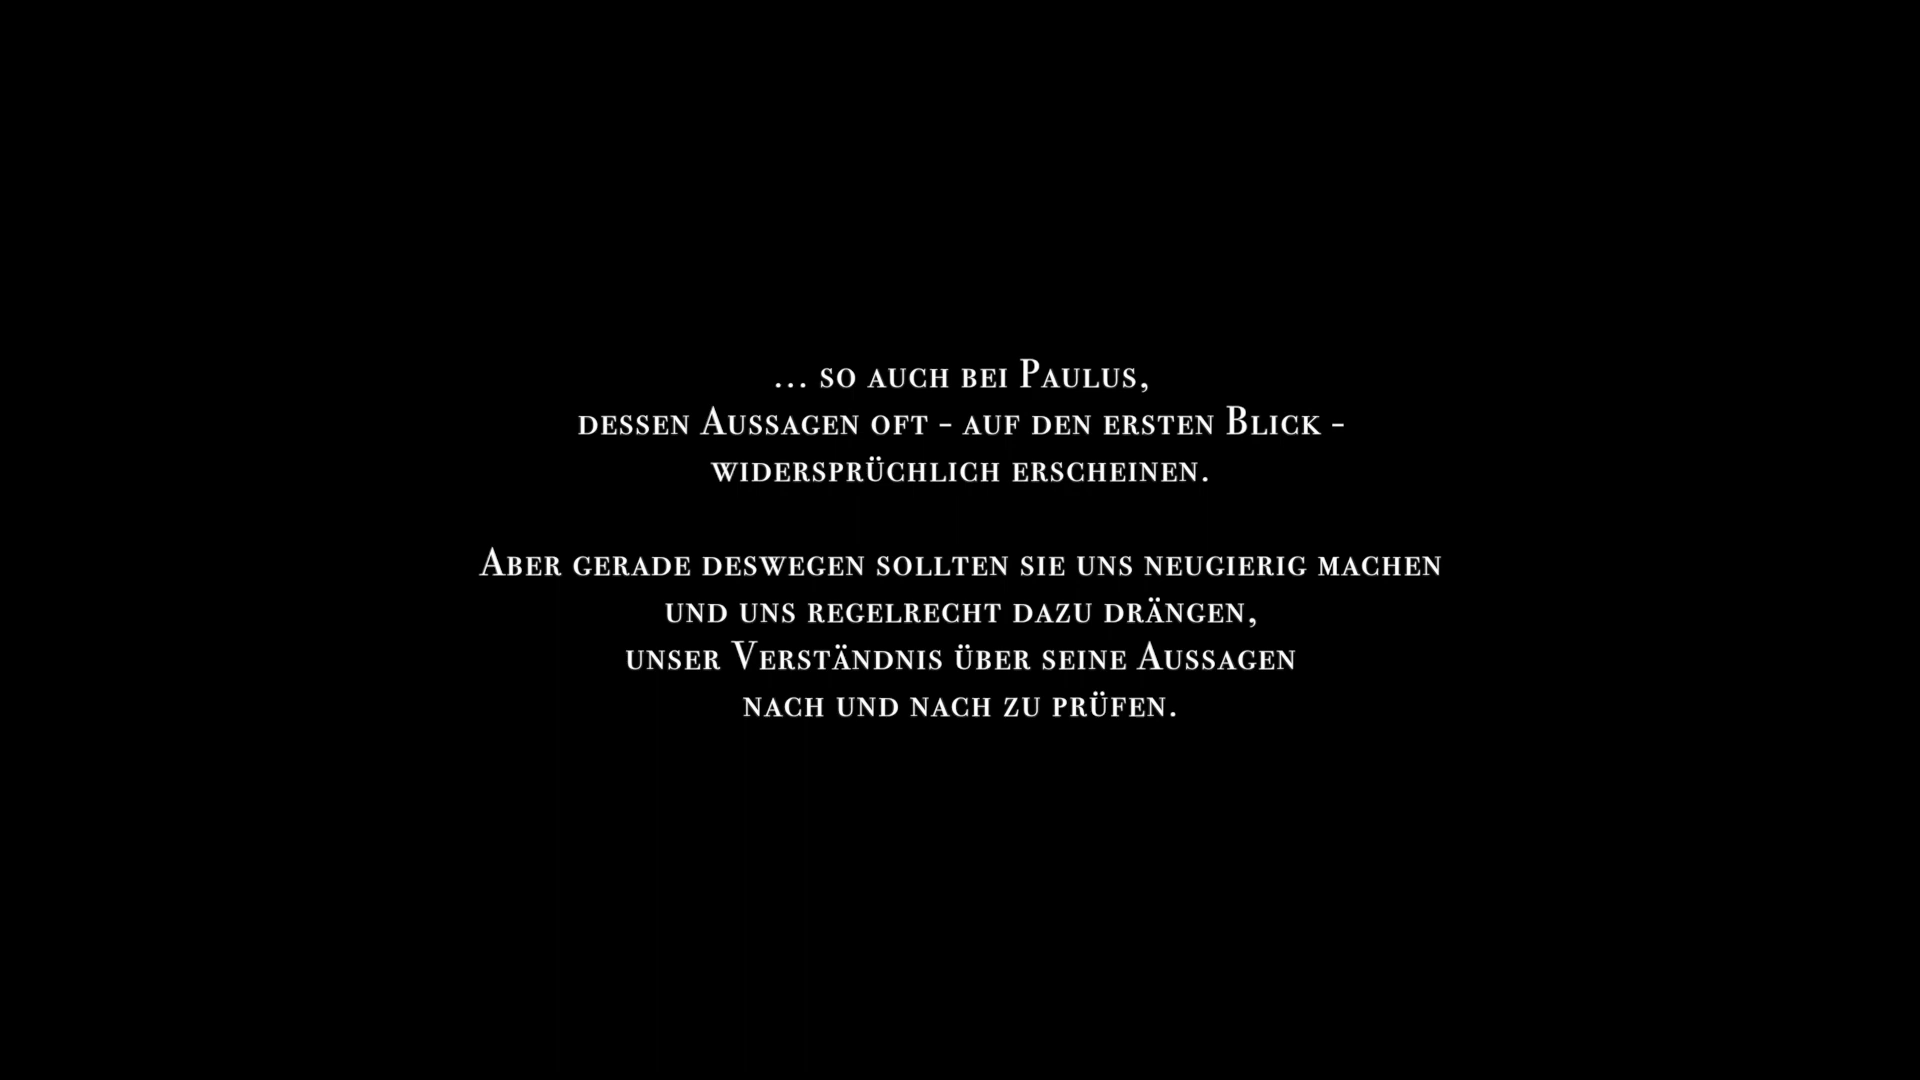 ... so auch bei Paulus,
dessen Aussagen oft - auf den ersten Blick -
widersprüchlich erscheinen.
Aber gerade deswegen sollten sie uns neugierig machen
und uns regelrecht dazu drängen,
unser Verständnis über seine Aussagen
nach und nach zu prüfen.